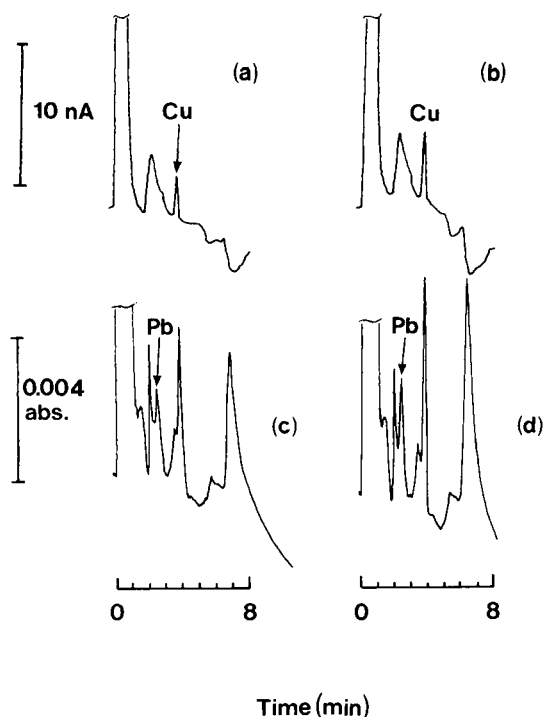 (a)
(b)
10 nA
Cu
Cu
Pb
Pb
0.004
abs.
(c)
(d)
0
8
0
8
Time (min)